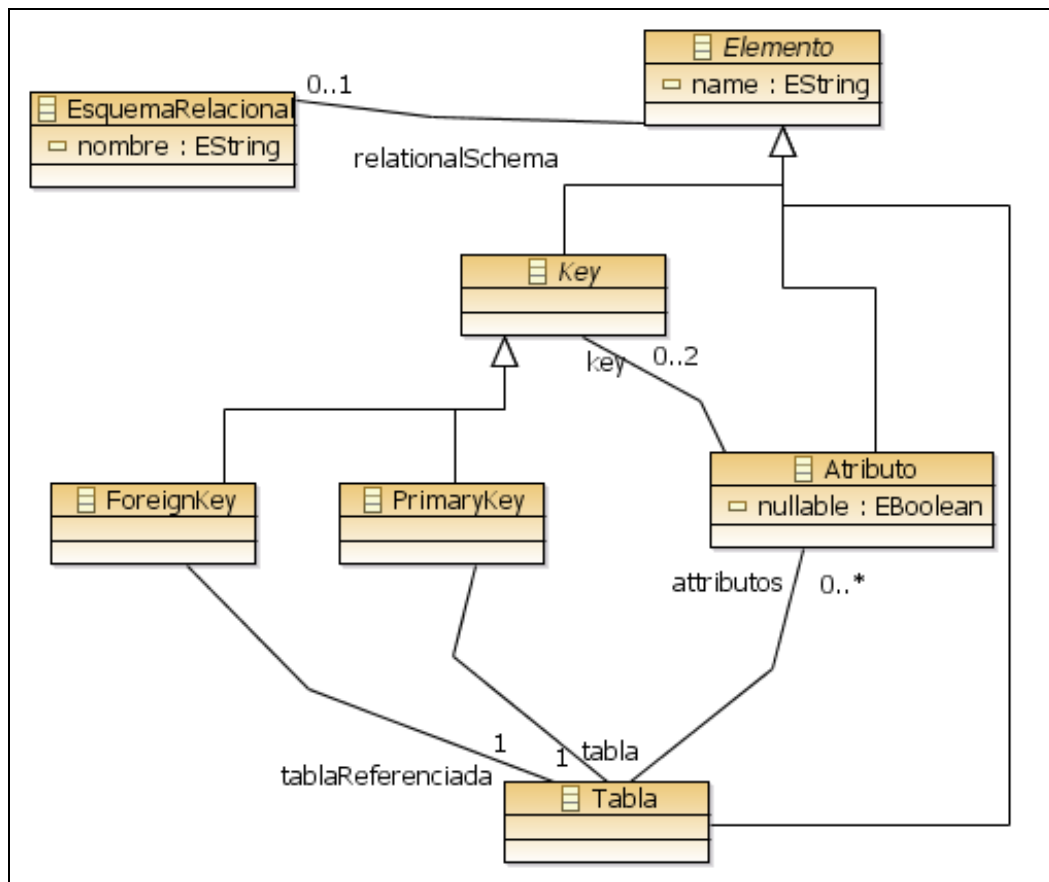 Elemento
name : EString
0..1
EsquemaRelacional
nombre : EString
relationalSchema
Key
key
0..2
Atributo
nullable : EBoolean
ForeignKey
PrimaryKey
attributos
0..*
1
1
tabla
tablaReferenciada
Tabla